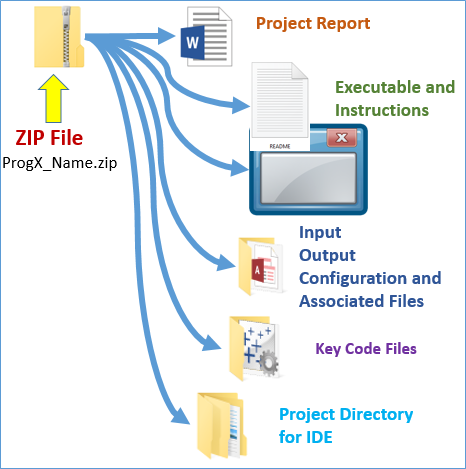 Project Report
W
Executable and
Instructions
README
X
ZIP File
ProgX_Name.zip
Input
Output
Configuration and
Associated Files
A
Key Code Files
Project Directory
for IDE